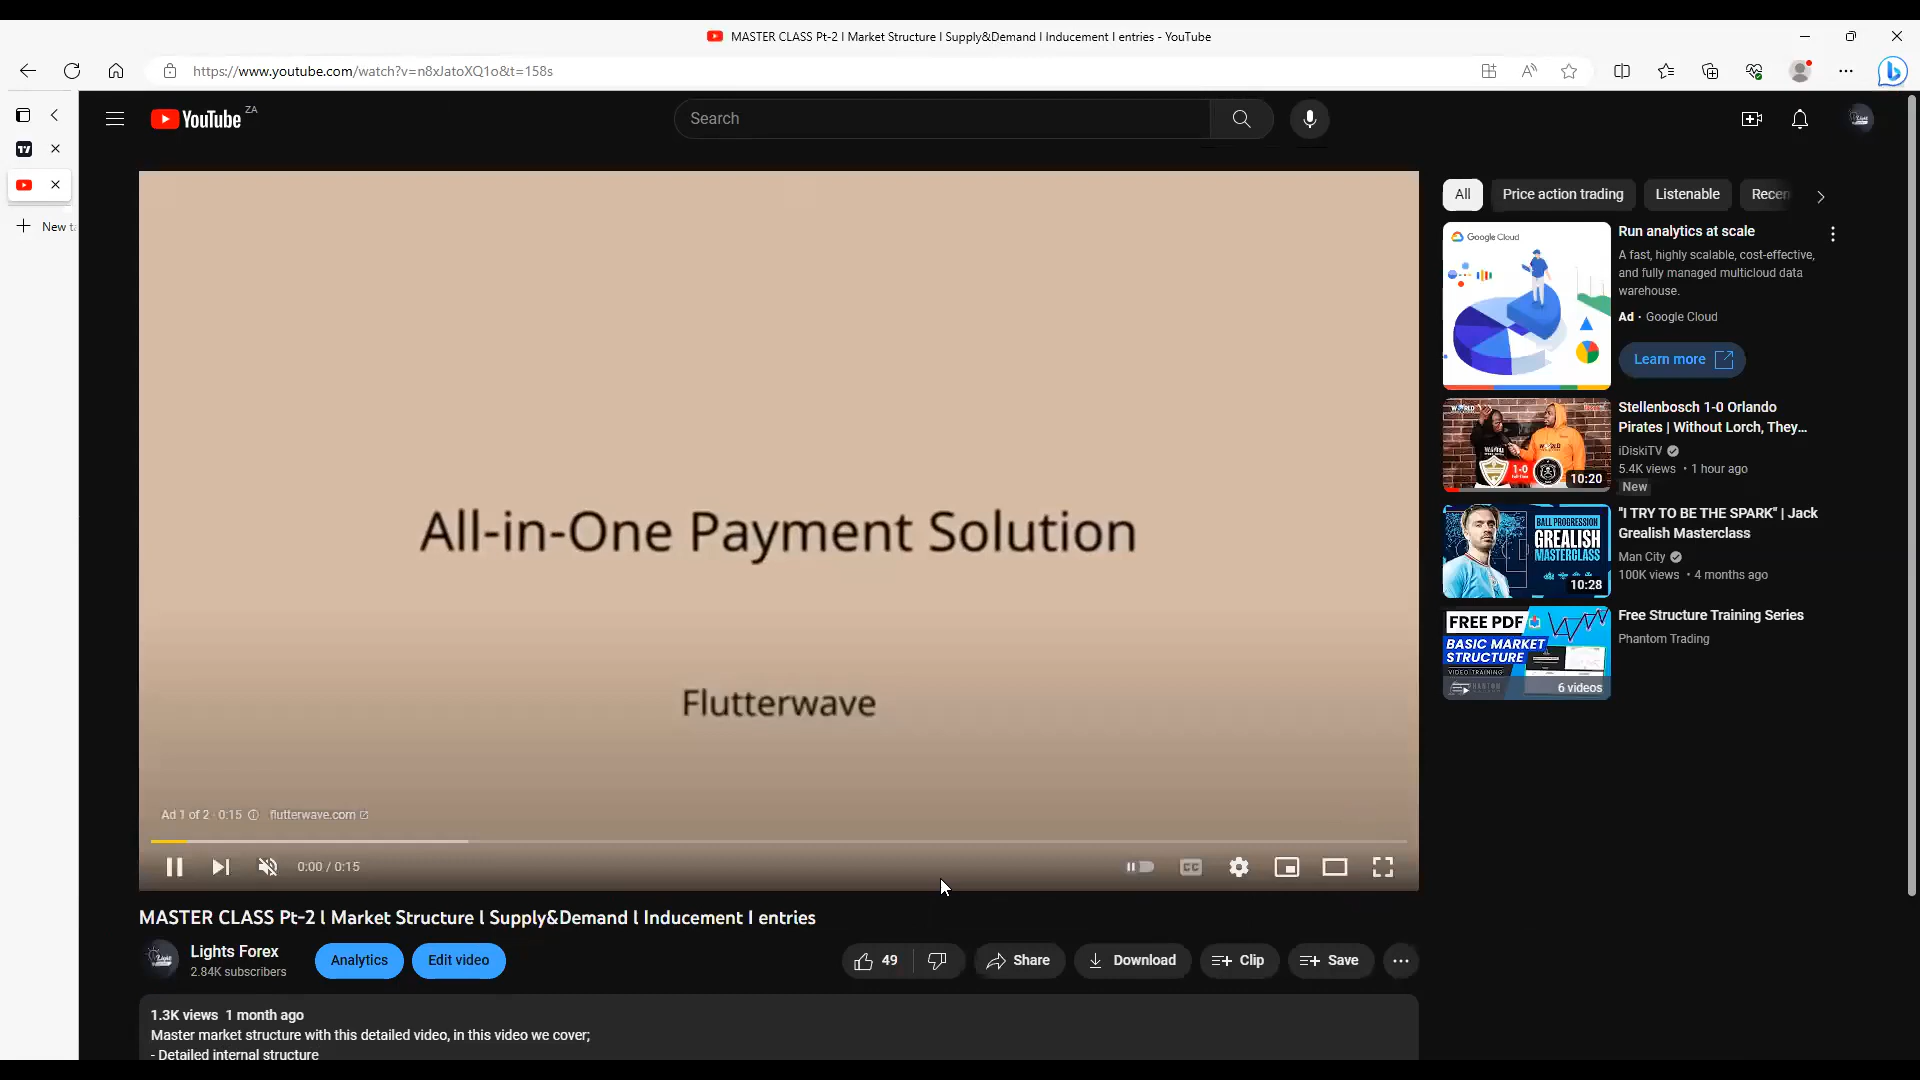 MASTER CLASS Pt-2 l Market Structure l Supply&Demand l Inducement I entries - YouTube
https://www.youtube.com/watch?v=n8xJatoXQ1o&t=158s
New ta
YouTube ZA
Search
All-in-One Payment Solution
Flutterwave
Ad 1 of 2 · 0:15 flutterwave.com
0:00 / 0:15
CC
MASTER CLASS Pt-2 l Market Structure l Supply&Demand l Inducement I entries
Lights Forex
2.84K subscribers
Analytics
Edit video
49
Share
Download
Clip
Save
1.3K views 1 month ago
Master market structure with this detailed video, in this video we cover;
- Detailed internal structure
All
Price action trading
Listenable
Recen
Google Cloud
Run analytics at scale
A fast, highly scalable, cost-effective,
and fully managed multicloud data
warehouse.
Ad · Google Cloud
Learn more
1-0
10:20
Stellenbosch 1-0 Orlando
Pirates | Without Lorch, They...
iDiskiTV
5.4K views • 1 hour ago
New
BALL PROGRESSION
GREALISH
MASTERCLASS
10:28
"I TRY TO BE THE SPARK" | Jack
Grealish Masterclass
Man City
100K views • 4 months ago
FREE PDF
BASIC MARKET
STRUCTURE
VIDEO TRAINING
6 videos
Free Structure Training Series
Phantom Trading